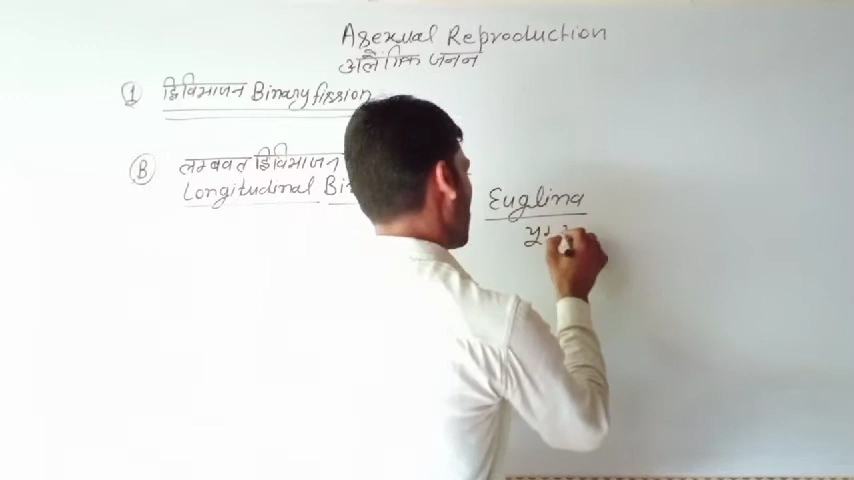 Asexual Reproduction
अलैंगिक जनन
① द्विविभाजन Binary fission
Ⓑ लम्बवत द्विविभाजन
Longitudinal Bi
Euglina
यु